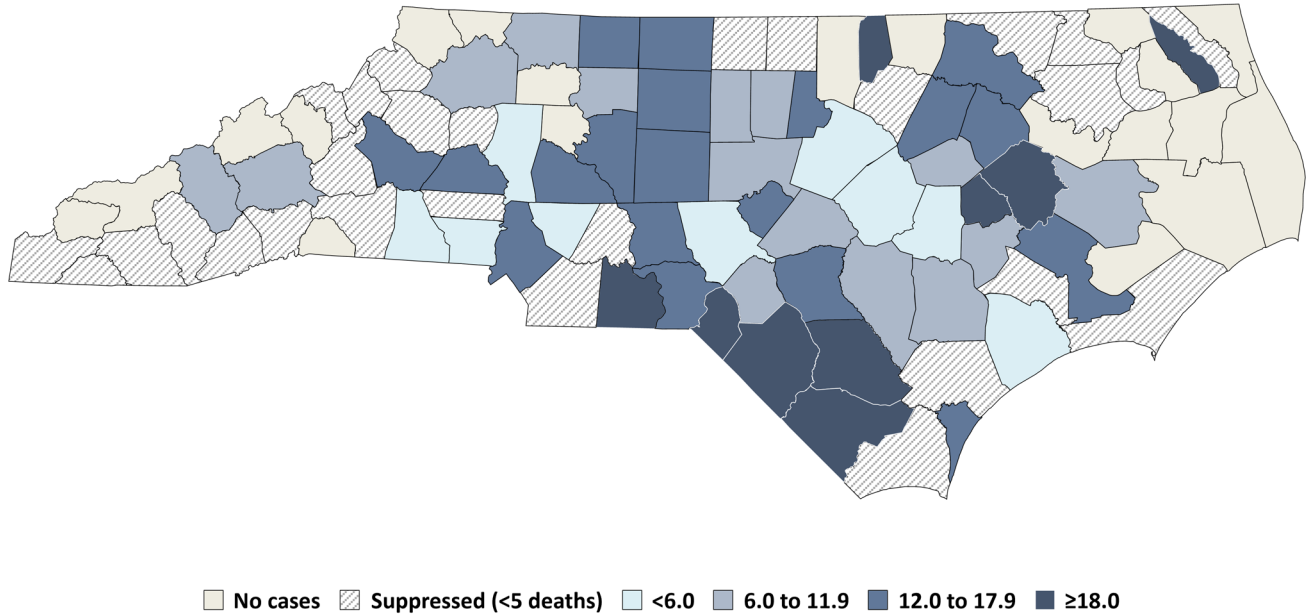 No cases Suppressed (<5 deaths) <6.0 6.0 to 11.9 12.0 to 17.9 ≥18.0